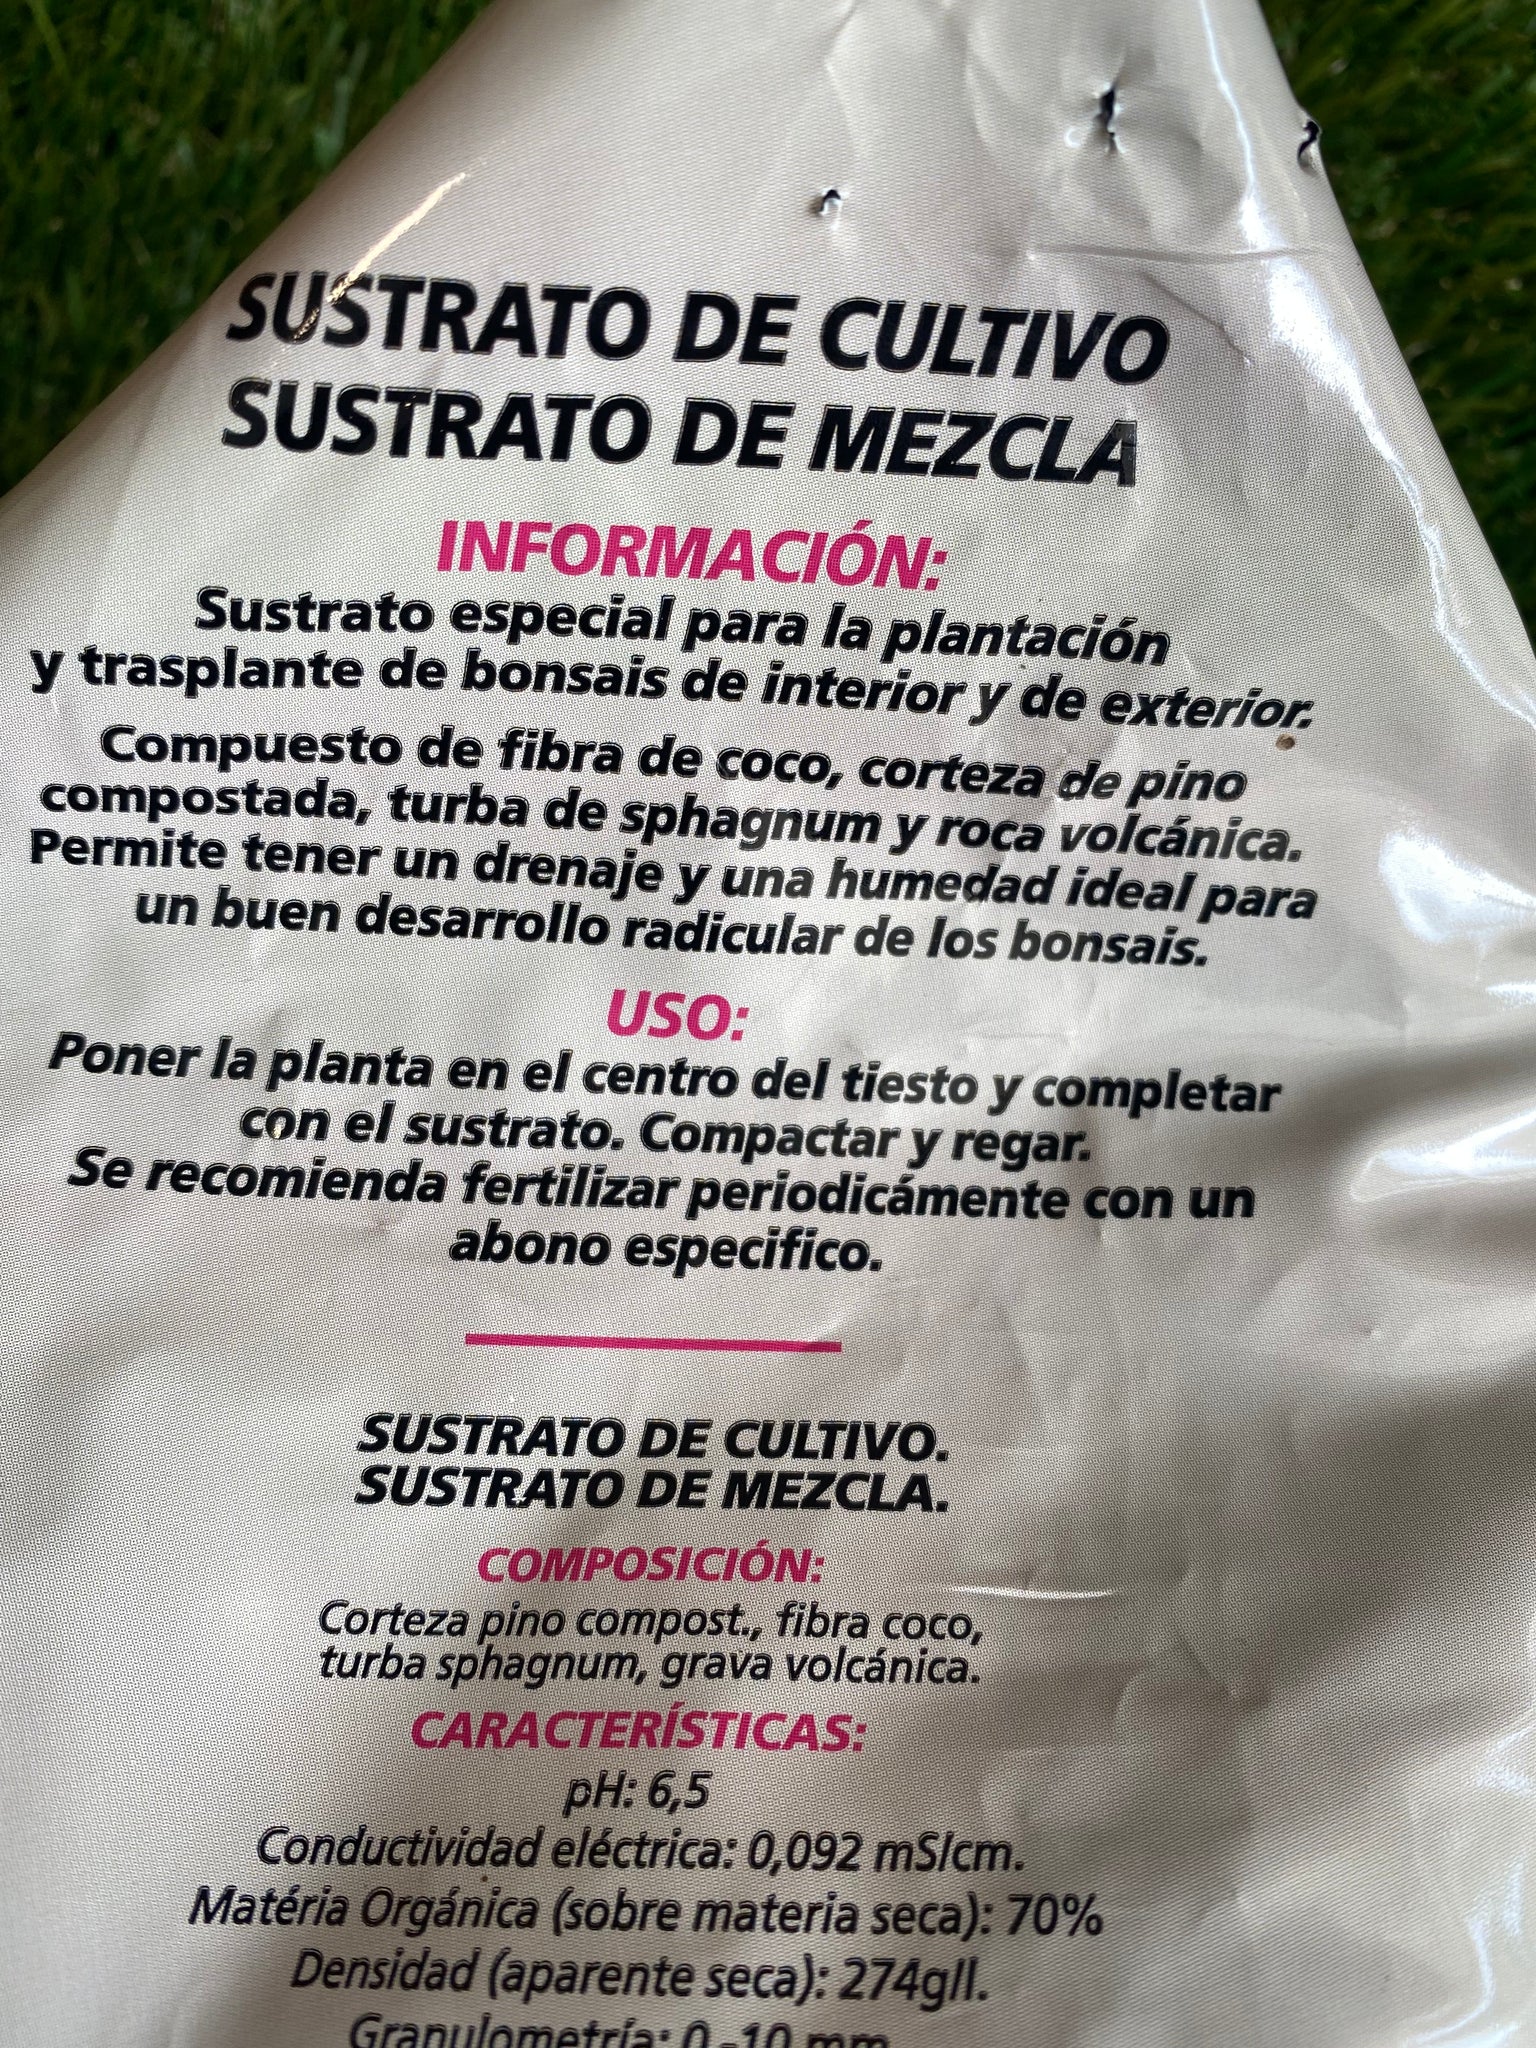 SUSTRATO DE CULTIVO
SUSTRATO DE MEZCLA
INFORMACIÓN:
Sustrato especial para la plantación
y trasplante de bonsais de interior y de exterior.
Compuesto de fibra de coco, corteza de pino
compostada, turba de sphagnum y roca volcánica.
Permite tener un drenaje y una humedad ideal para
un buen desarrollo radicular de los bonsais.
USO:
Poner la planta en el centro del tiesto y completar
con el sustrato. Compactar y regar.
Se recomienda fertilizar periodicámente con un
abono especifico.
SUSTRATO DE CULTIVO.
SUSTRATO DE MEZCLA.
COMPOSICIÓN:
Corteza pino compost., fibra coco,
turba sphagnum, grava volcánica.
CARACTERÍSTICAS:
pH: 6,5
Conductividad eléctrica: 0,092 mS/cm.
Matéria Orgánica (sobre materia seca): 70%
Densidad (aparente seca): 274g/l.
Granulometría: 0 -10 mm